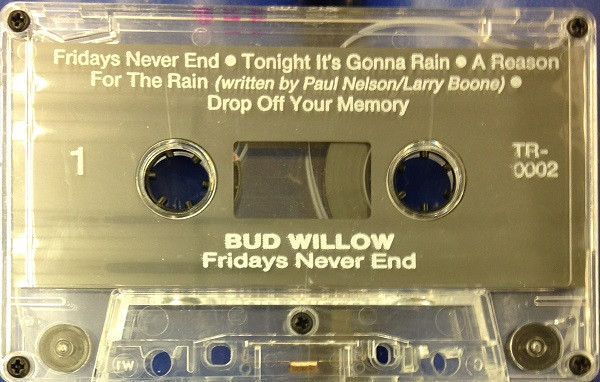 Fridays Never End • Tonight It's Gonna Rain • A Reason
For The Rain (written by Paul Nelson/Larry Boone) •
Drop Off Your Memory
1
TR-
0002
BUD WILLOW
Fridays Never End